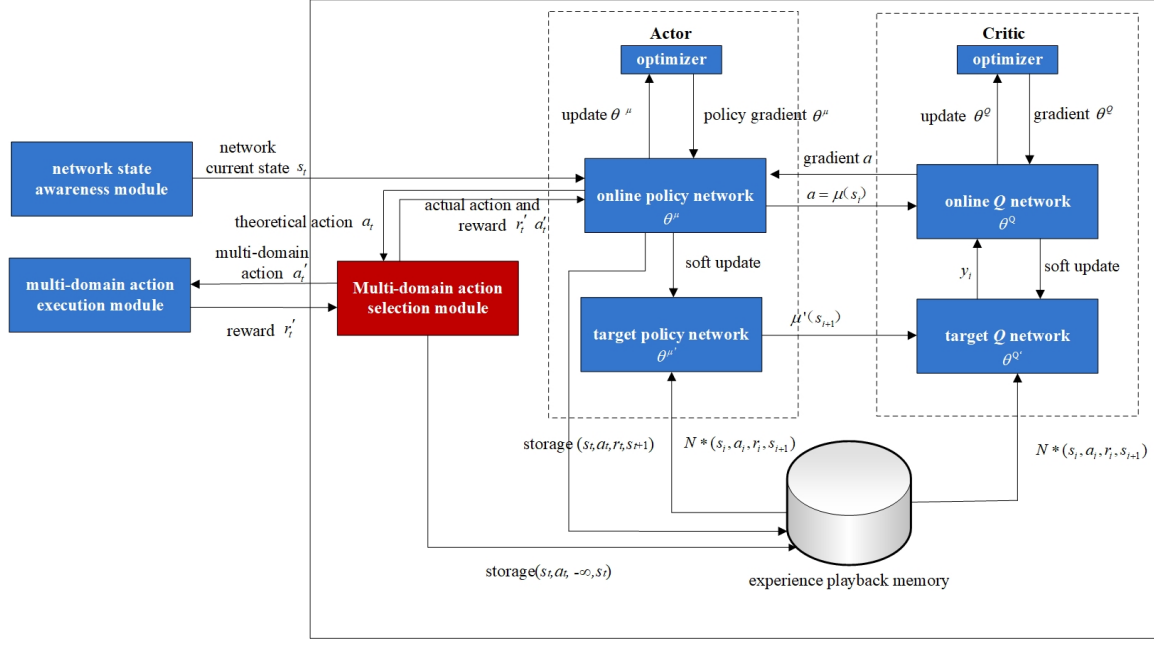 Actor
optimizer
update θ^μ
policy gradient θ^μ
Critic
optimizer
update θ^Q
gradient θ^Q
network state
awareness module
network
current state s_t
online policy network
θ^μ
gradient a
a = μ(s_i)
online Q network
θ^Q
theoretical action a_t
actual action and
reward r_t' a_t'
multi-domain action
execution module
multi-domain
action a_t'
reward r_t'
Multi-domain action
selection module
soft update
y_i
soft update
target policy network
θ^μ'
μ'(s_{i+1})
target Q network
θ^Q'
storage (s_t,a_t,r_t,s_{t+1})
N*(s_i,a_i,r_i,s_{i+1})
N*(s_i,a_i,r_i,s_{i+1})
storage(s_t,a_t, -∞,s_t)
experience playback memory